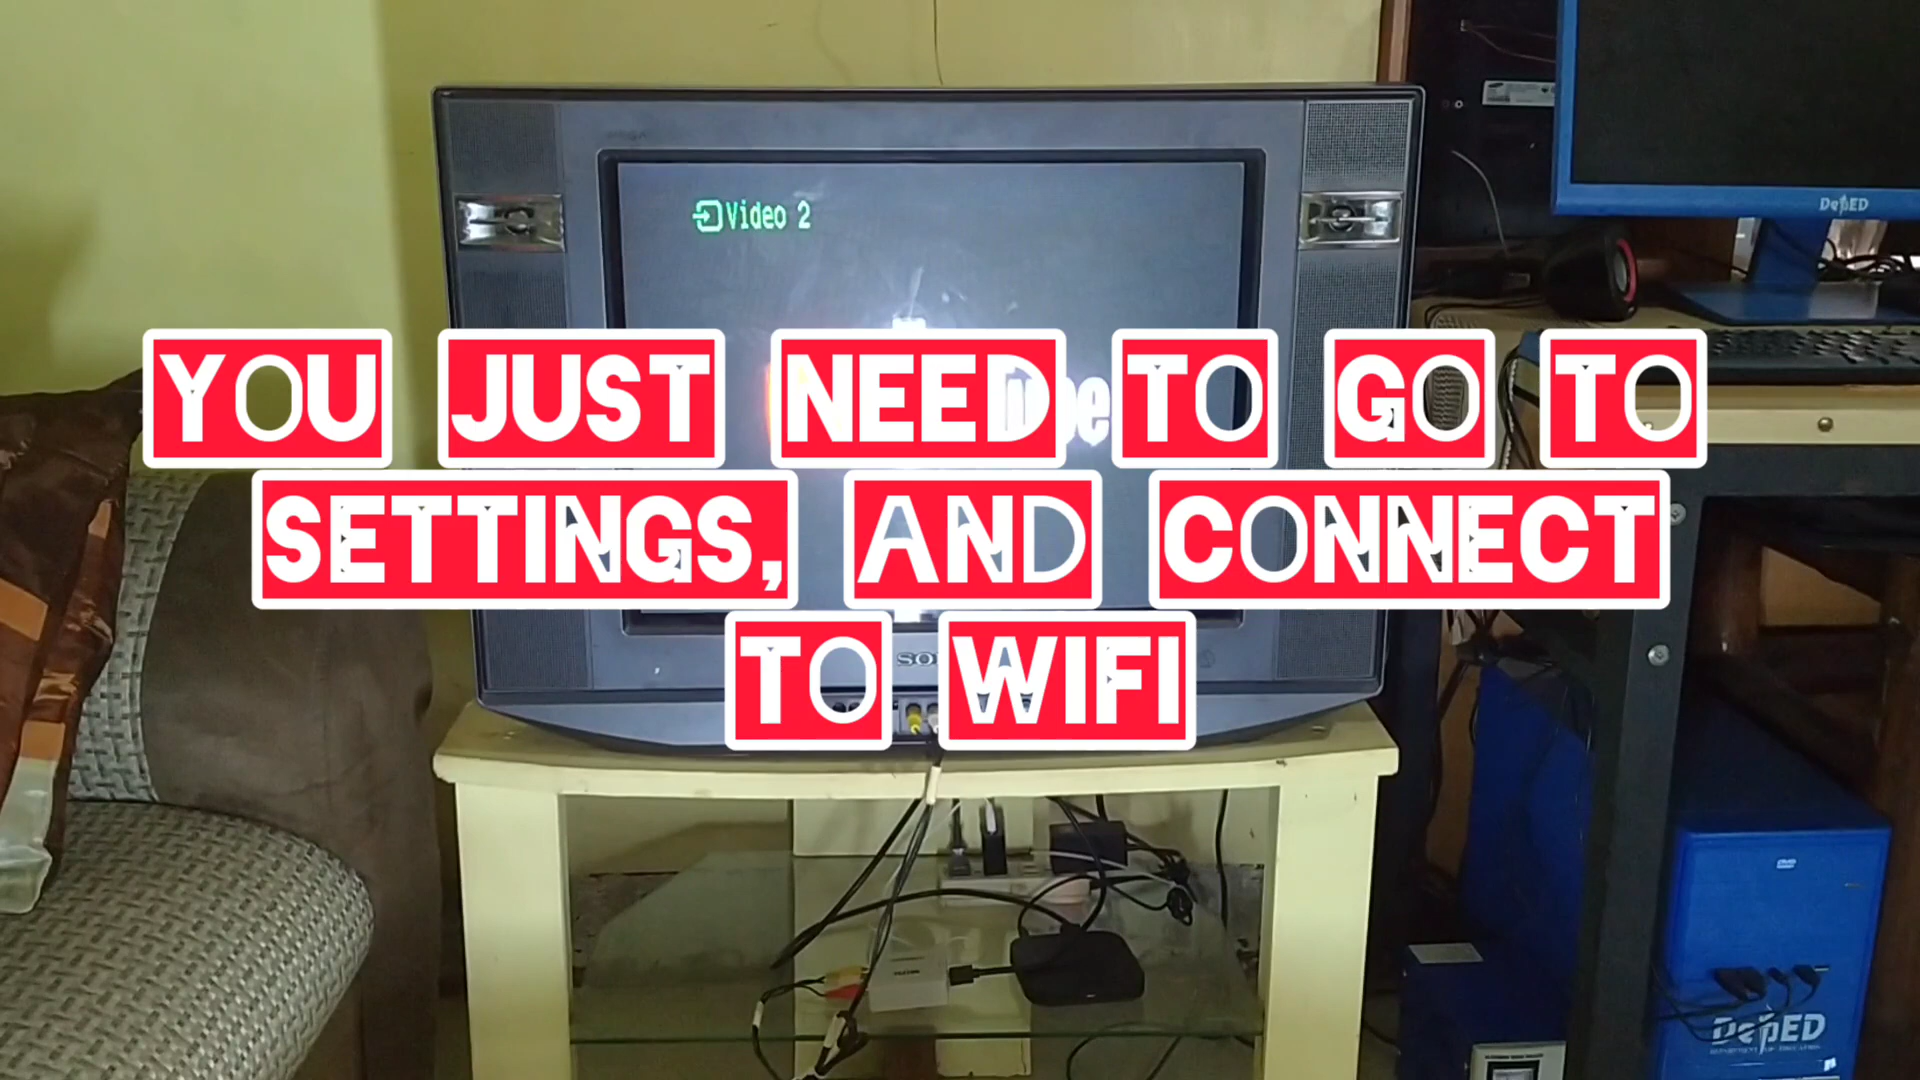 Video 2
YOU JUST NEED TO GO TO
SETTINGS, AND CONNECT
TO WIFI
DepED
DepED